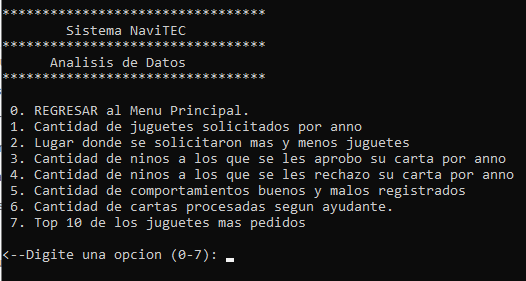 *********************************
Sistema NaviTEC
*********************************
Analisis de Datos
*********************************
0. REGRESAR al Menu Principal.
1. Cantidad de juguetes solicitados por anno
2. Lugar donde se solicitaron mas y menos juguetes
3. Cantidad de ninos a los que se les aprobo su carta por anno
4. Cantidad de ninos a los que se les rechazo su carta por anno
5. Cantidad de comportamientos buenos y malos registrados
6. Cantidad de cartas procesadas segun ayudante.
7. Top 10 de los juguetes mas pedidos
<--Digite una opcion (0-7): _